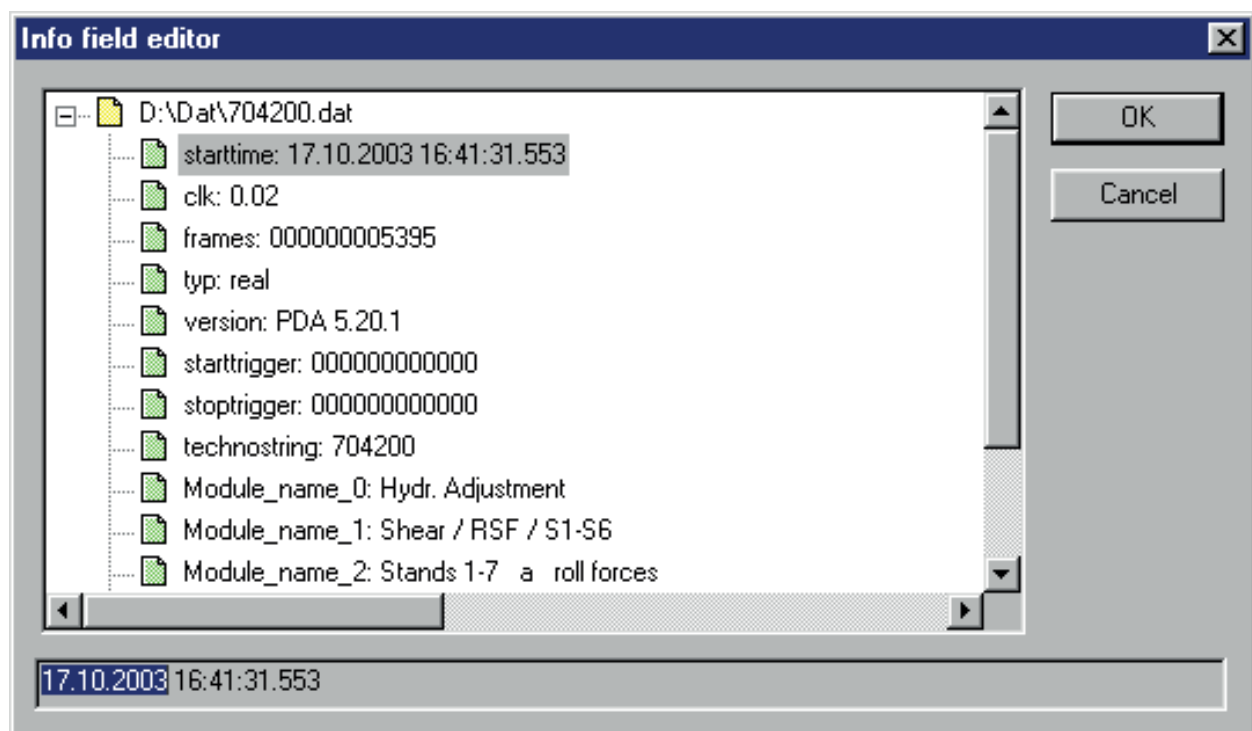 Info field editor
D:\Dat\704200.dat
starttime: 17.10.2003 16:41:31.553
clk: 0.02
frames: 000000005395
typ: real
version: PDA 5.20.1
starttrigger: 000000000000
stoptrigger: 000000000000
technostring: 704200
Module_name_0: Hydr. Adjustment
Module_name_1: Shear / RSF / S1-S6
Module_name_2: Stands 1-7 a roll forces
OK
Cancel
17.10.2003 16:41:31.553